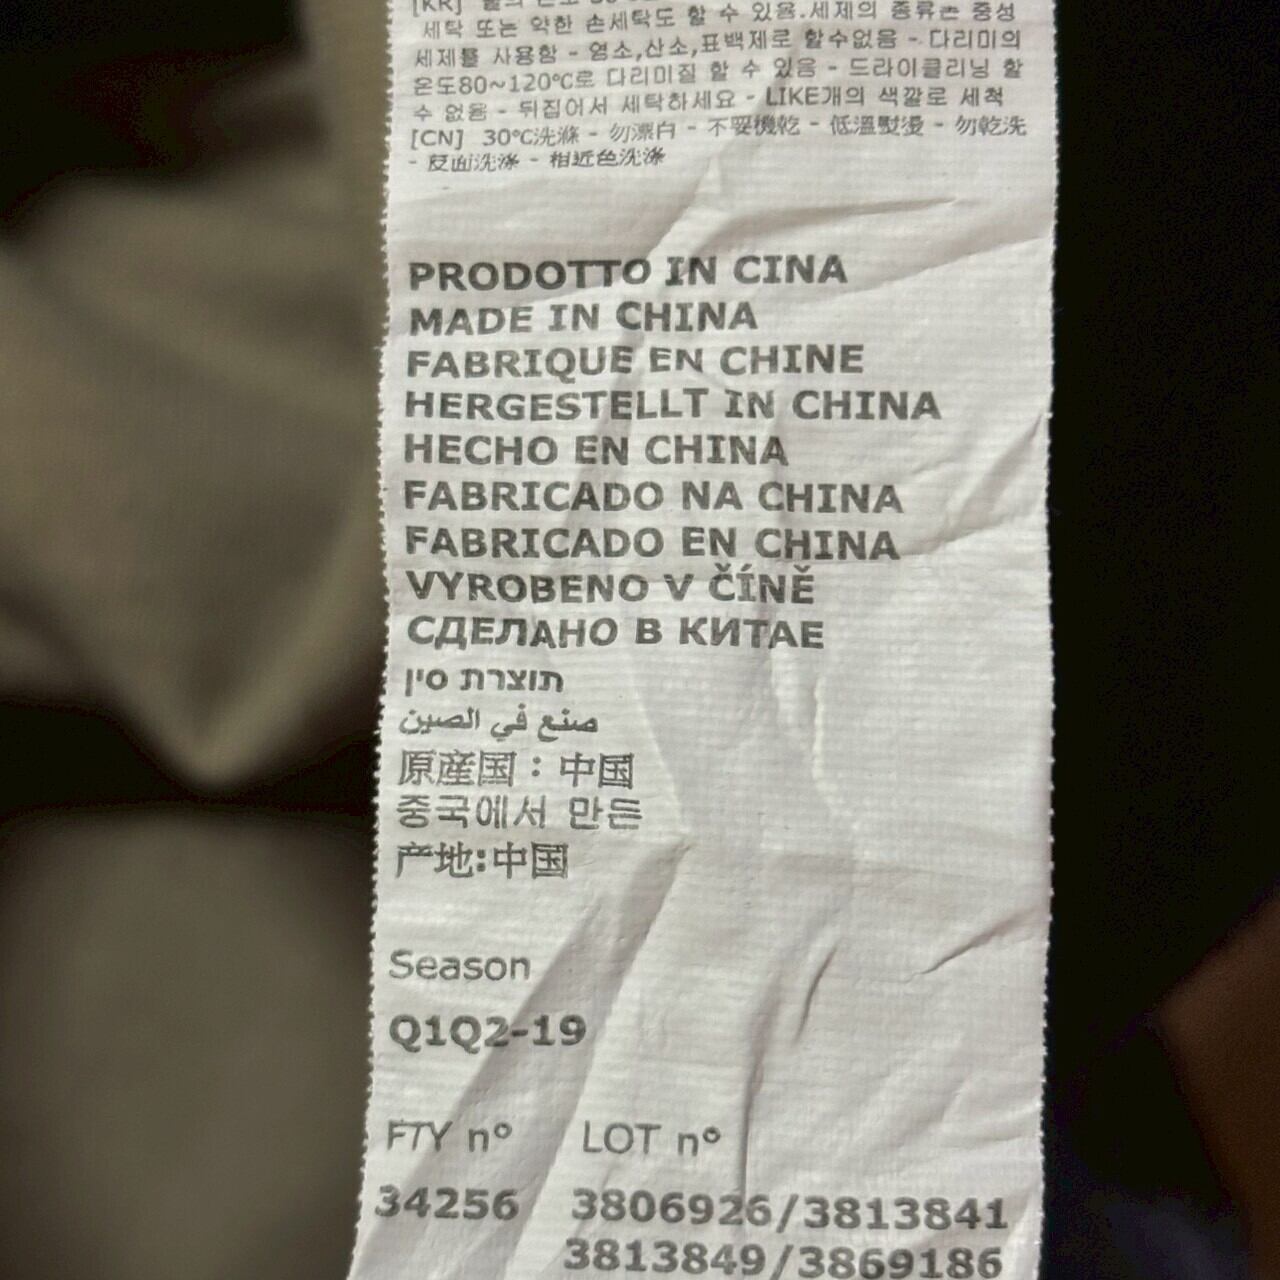 세탁 또는 약한 손세탁도 할 수 있음.세제의 종류는 중성
세제를 사용함 - 염소,산소,표백제로 할수없음 - 다리미의
온도80~120℃로 다리미질 할 수 있음 - 드라이클리닝 할
수 없음 - 뒤집어서 세탁하세요 - LIKE개의 색깔로 세척
[CN] 30℃洗滌 - 勿漂白 - 不要機乾 - 低溫熨燙 - 勿乾洗
- 反面洗涤 - 相近色洗涤
PRODOTTO IN CINA
MADE IN CHINA
FABRIQUE EN CHINE
HERGESTELLT IN CHINA
HECHO EN CHINA
FABRICADO NA CHINA
FABRICADO EN CHINA
VYROBENO V ČÍNĚ
СДЕЛАНО В КИТАЕ
תוצרת סין
صنع في الصين
原産国：中国
중국에서 만든
产地:中国
Season
Q1Q2-19
FTY n° LOT n°
34256 3806926/3813841
3813849/3869186